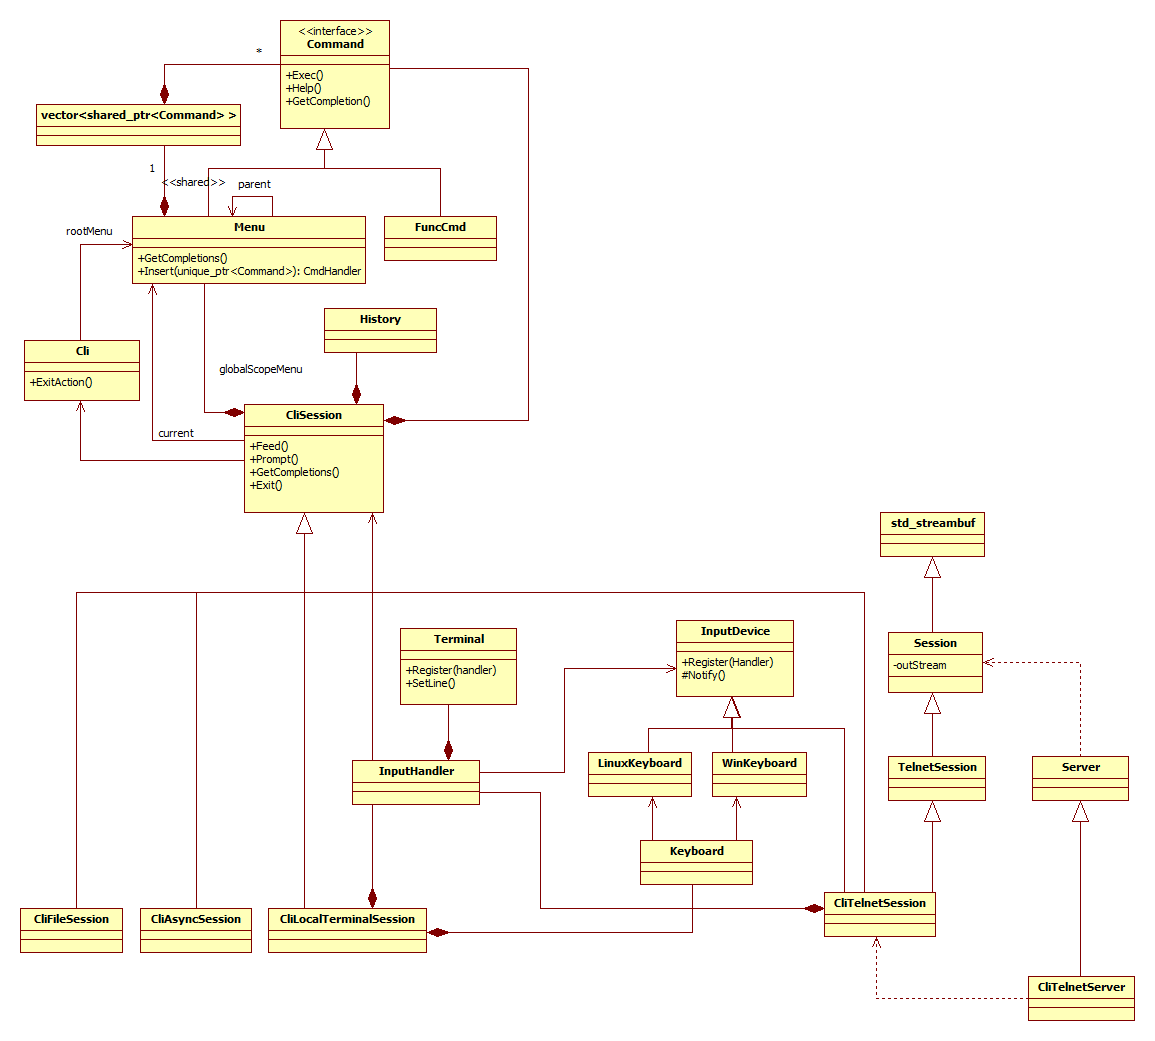 <<interface>>
Command
*
+Exec()
+Help()
+GetCompletion()
vector<shared_ptr<Command> >
1
<<shared>>
parent
rootMenu
Menu
+GetCompletions()
+Insert(unique_ptr<Command>): CmdHandler
FuncCmd
History
Cli
+ExitAction()
globalScopeMenu
current
CliSession
+Feed()
+Prompt()
+GetCompletions()
+Exit()
std_streambuf
Terminal
+Register(handler)
+SetLine()
InputDevice
+Register(Handler)
#Notify()
Session
-outStream
InputHandler
LinuxKeyboard
WinKeyboard
TelnetSession
Server
Keyboard
CliFileSession
CliAsyncSession
CliLocalTerminalSession
CliTelnetSession
CliTelnetServer